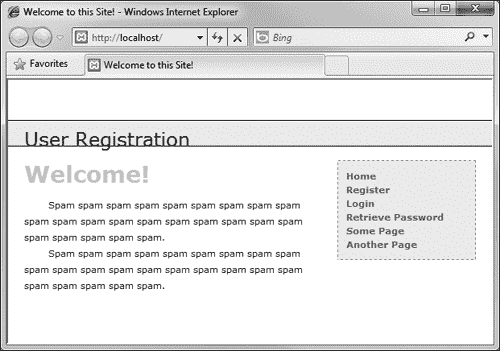 Welcome to this Site! - Windows Internet Explorer
http://localhost/
Bing
Favorites
Welcome to this Site!
User Registration
Welcome!
Spam spam spam spam spam spam spam spam spam
spam spam spam spam spam spam spam spam spam spam
spam spam spam spam spam.
Spam spam spam spam spam spam spam spam spam
spam spam spam spam spam spam spam spam spam spam
spam spam spam spam spam.
Home
Register
Login
Retrieve Password
Some Page
Another Page